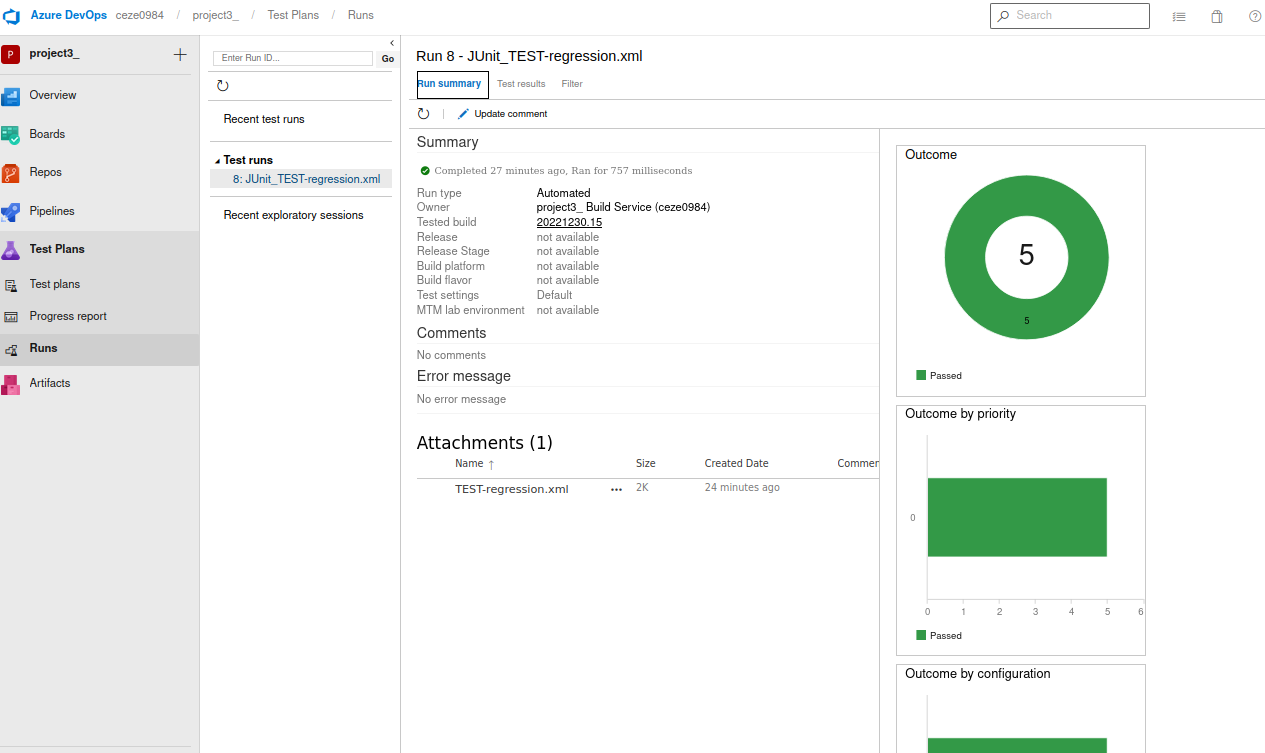 Azure DevOps ceze0984 / project3_ / Test Plans / Runs Search
P project3_
Overview
Boards
Repos
Pipelines
Test Plans
Test plans
Progress report
Runs
Artifacts
Enter Run ID... Go
Recent test runs
Test runs
8: JUnit_TEST-regression.xml
Recent exploratory sessions
Run 8 - JUnit_TEST-regression.xml
Run summary Test results Filter
Update comment
Summary
Completed 27 minutes ago, Ran for 757 milliseconds
Run type Automated
Owner project3_ Build Service (ceze0984)
Tested build 20221230.15
Release not available
Release Stage not available
Build platform not available
Build flavor not available
Test settings Default
MTM lab environment not available
Comments
No comments
Error message
No error message
Attachments (1)
Name ↑ Size Created Date Commen
TEST-regression.xml ... 2K 24 minutes ago
Outcome
5
5
Passed
Outcome by priority
0
0 1 2 3 4 5 6
Passed
Outcome by configuration